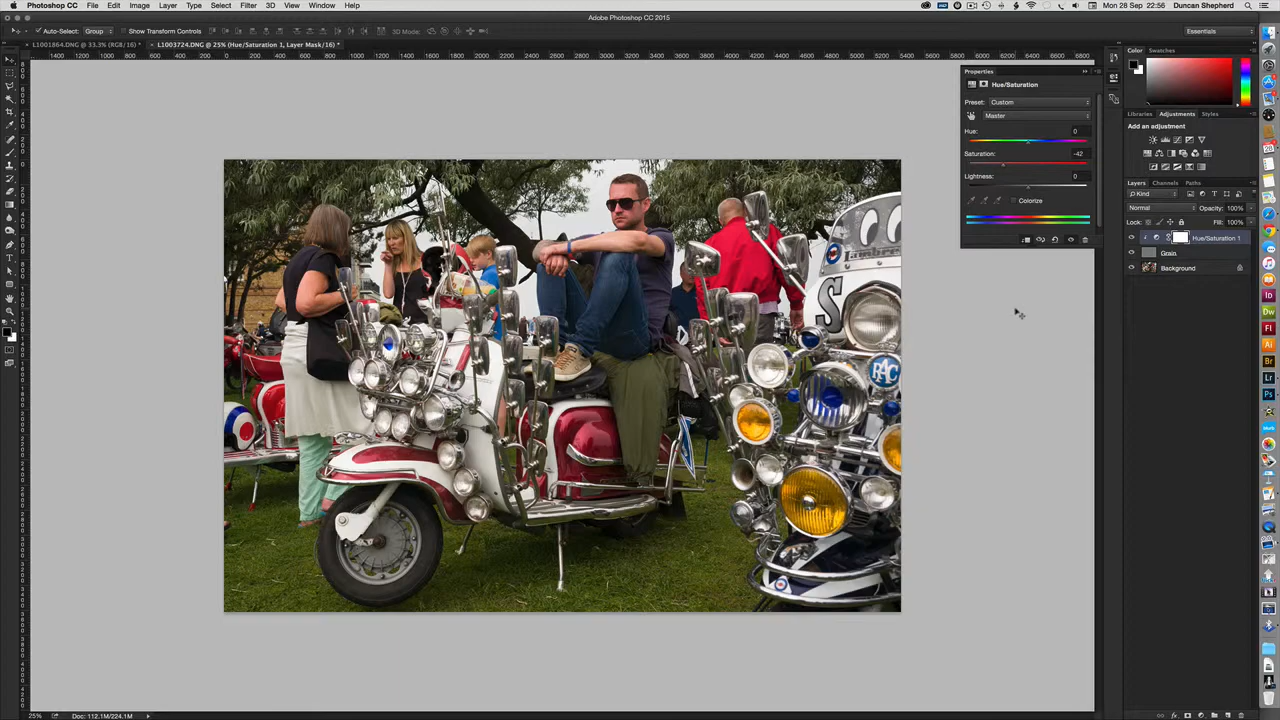 Photoshop CC File Edit Image Layer Type Select Filter 3D View Window Help
Mon 28 Sep 22:56 Duncan Shepherd
Adobe Photoshop CC 2015
Auto-Select: Group Show Transform Controls 3D Mode: Essentials
L1001864.DNG @ 33.3% (RGB/16) * L1003724.DNG @ 25% (Hue/Saturation 1, Layer Mask/16) *
Color Swatches
Properties
Hue/Saturation
Preset: Custom
Master
Hue: 0
Saturation: -42
Lightness: 0
Colorize
Libraries Adjustments Styles
Add an adjustment
Layers Channels Paths
Kind
Normal Opacity: 100%
Lock: Fill: 100%
Hue/Saturation 1
Grain
Background
Lambretta
S
RAC
25% Doc: 112.1M/224.1M